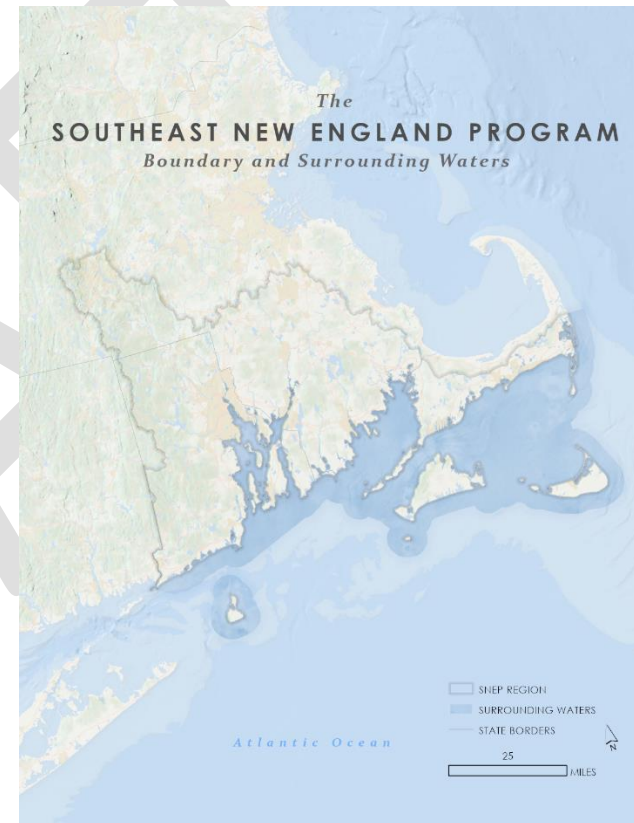 The
SOUTHEAST NEW ENGLAND PROGRAM
Boundary and Surrounding Waters
SNEP REGION
SURROUNDING WATERS
STATE BORDERS
N
25
MILES
Atlantic Ocean